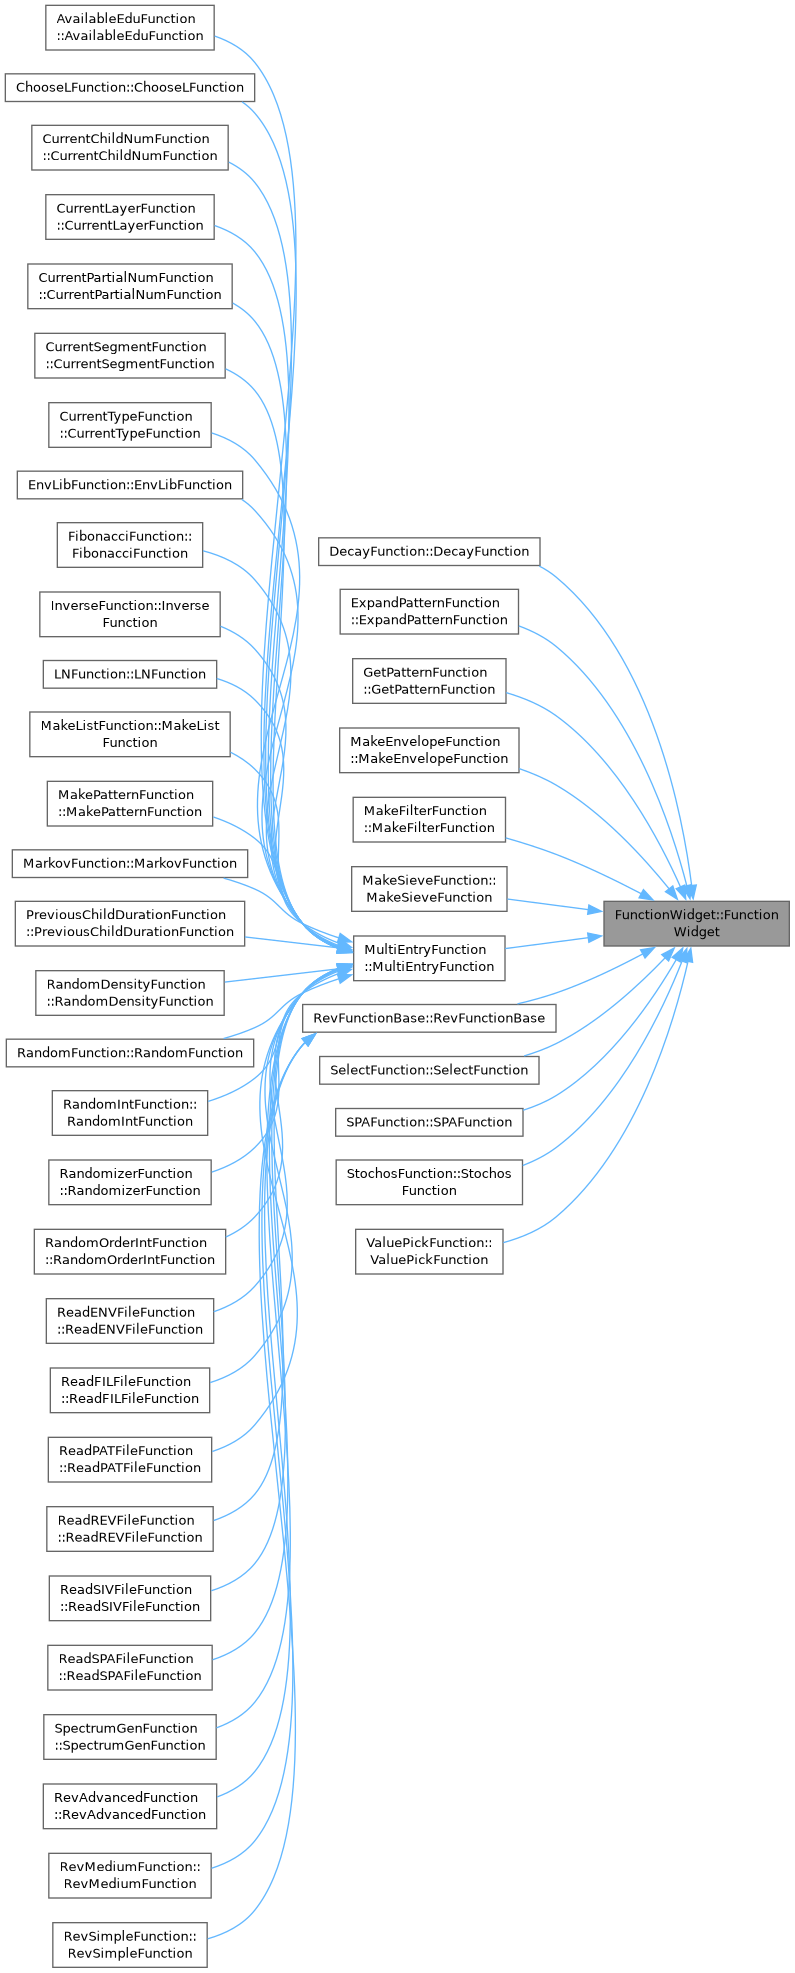 AvailableEduFunction
::AvailableEduFunction
ChooseLFunction::ChooseLFunction
CurrentChildNumFunction
::CurrentChildNumFunction
CurrentLayerFunction
::CurrentLayerFunction
CurrentPartialNumFunction
::CurrentPartialNumFunction
CurrentSegmentFunction
::CurrentSegmentFunction
CurrentTypeFunction
::CurrentTypeFunction
EnvLibFunction::EnvLibFunction
FibonacciFunction::
FibonacciFunction
InverseFunction::Inverse
Function
LNFunction::LNFunction
MakeListFunction::MakeList
Function
MakePatternFunction
::MakePatternFunction
MarkovFunction::MarkovFunction
PreviousChildDurationFunction
::PreviousChildDurationFunction
RandomDensityFunction
::RandomDensityFunction
RandomFunction::RandomFunction
RandomIntFunction::
RandomIntFunction
RandomizerFunction
::RandomizerFunction
RandomOrderIntFunction
::RandomOrderIntFunction
ReadENVFileFunction
::ReadENVFileFunction
ReadFILFileFunction
::ReadFILFileFunction
ReadPATFileFunction
::ReadPATFileFunction
ReadREVFileFunction
::ReadREVFileFunction
ReadSIVFileFunction
::ReadSIVFileFunction
ReadSPAFileFunction
::ReadSPAFileFunction
SpectrumGenFunction
::SpectrumGenFunction
RevAdvancedFunction
::RevAdvancedFunction
RevMediumFunction::
RevMediumFunction
RevSimpleFunction::
RevSimpleFunction
DecayFunction::DecayFunction
ExpandPatternFunction
::ExpandPatternFunction
GetPatternFunction
::GetPatternFunction
MakeEnvelopeFunction
::MakeEnvelopeFunction
MakeFilterFunction
::MakeFilterFunction
MakeSieveFunction::
MakeSieveFunction
MultiEntryFunction
::MultiEntryFunction
RevFunctionBase::RevFunctionBase
SelectFunction::SelectFunction
SPAFunction::SPAFunction
StochosFunction::Stochos
Function
ValuePickFunction::
ValuePickFunction
FunctionWidget::Function
Widget